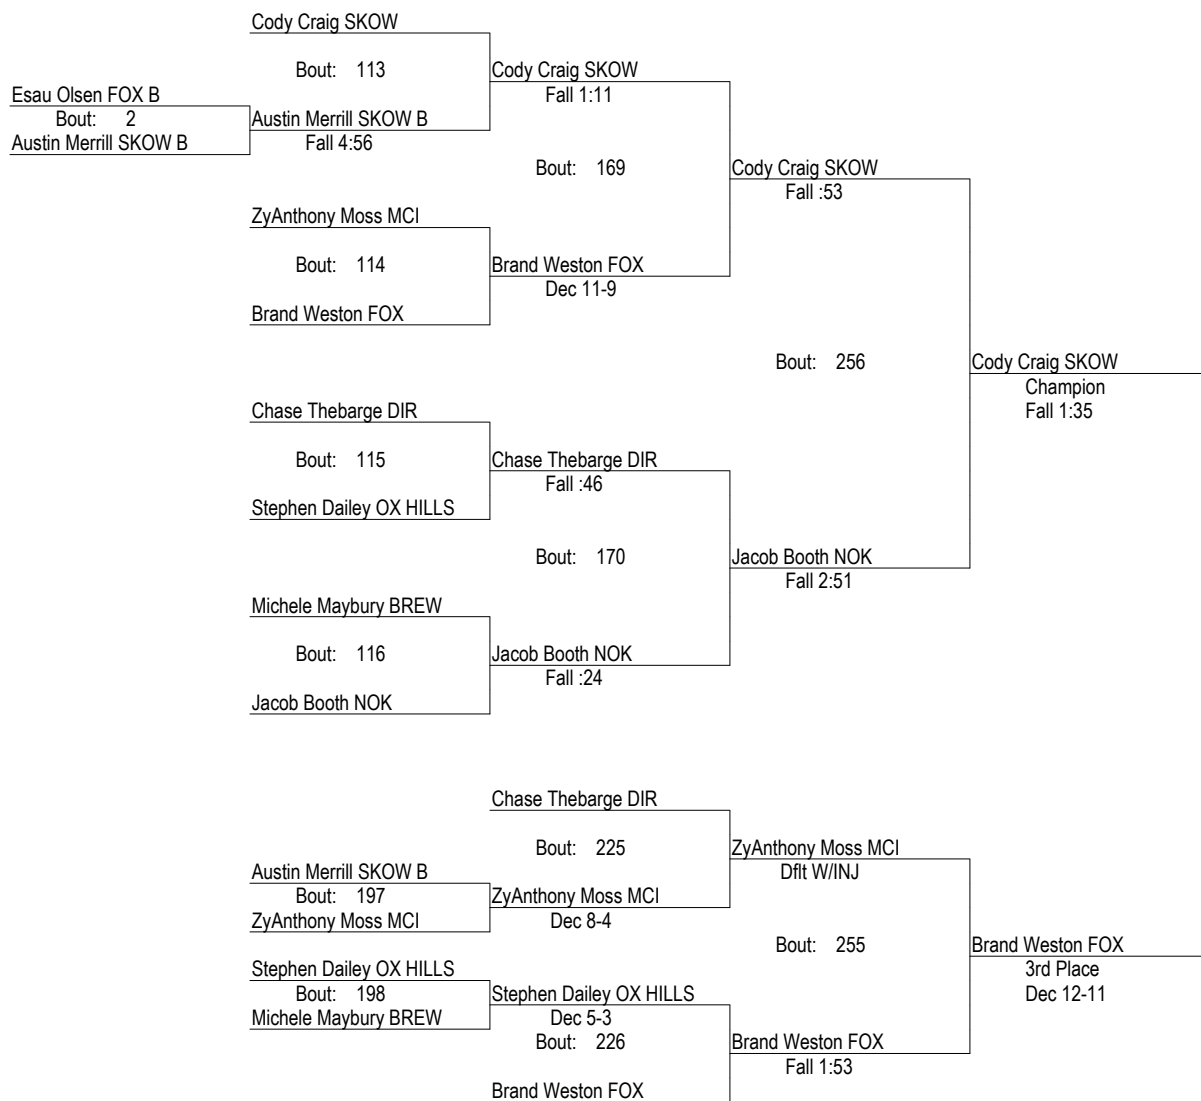 Cody Craig SKOW
Bout: 113
Cody Craig SKOW
Fall 1:11
Esau Olsen FOX B
Bout: 2
Austin Merrill SKOW B
Austin Merrill SKOW B
Fall 4:56
Bout: 169
Cody Craig SKOW
Fall :53
ZyAnthony Moss MCI
Bout: 114
Brand Weston FOX
Dec 11-9
Brand Weston FOX
Bout: 256
Cody Craig SKOW
Champion
Fall 1:35
Chase Thebarge DIR
Bout: 115
Chase Thebarge DIR
Fall :46
Stephen Dailey OX HILLS
Bout: 170
Jacob Booth NOK
Fall 2:51
Michele Maybury BREW
Bout: 116
Jacob Booth NOK
Fall :24
Jacob Booth NOK
Chase Thebarge DIR
Bout: 225
ZyAnthony Moss MCI
Dflt W/INJ
Austin Merrill SKOW B
Bout: 197
ZyAnthony Moss MCI
ZyAnthony Moss MCI
Dec 8-4
Bout: 255
Brand Weston FOX
3rd Place
Dec 12-11
Stephen Dailey OX HILLS
Bout: 198
Michele Maybury BREW
Stephen Dailey OX HILLS
Dec 5-3
Bout: 226
Brand Weston FOX
Fall 1:53
Brand Weston FOX